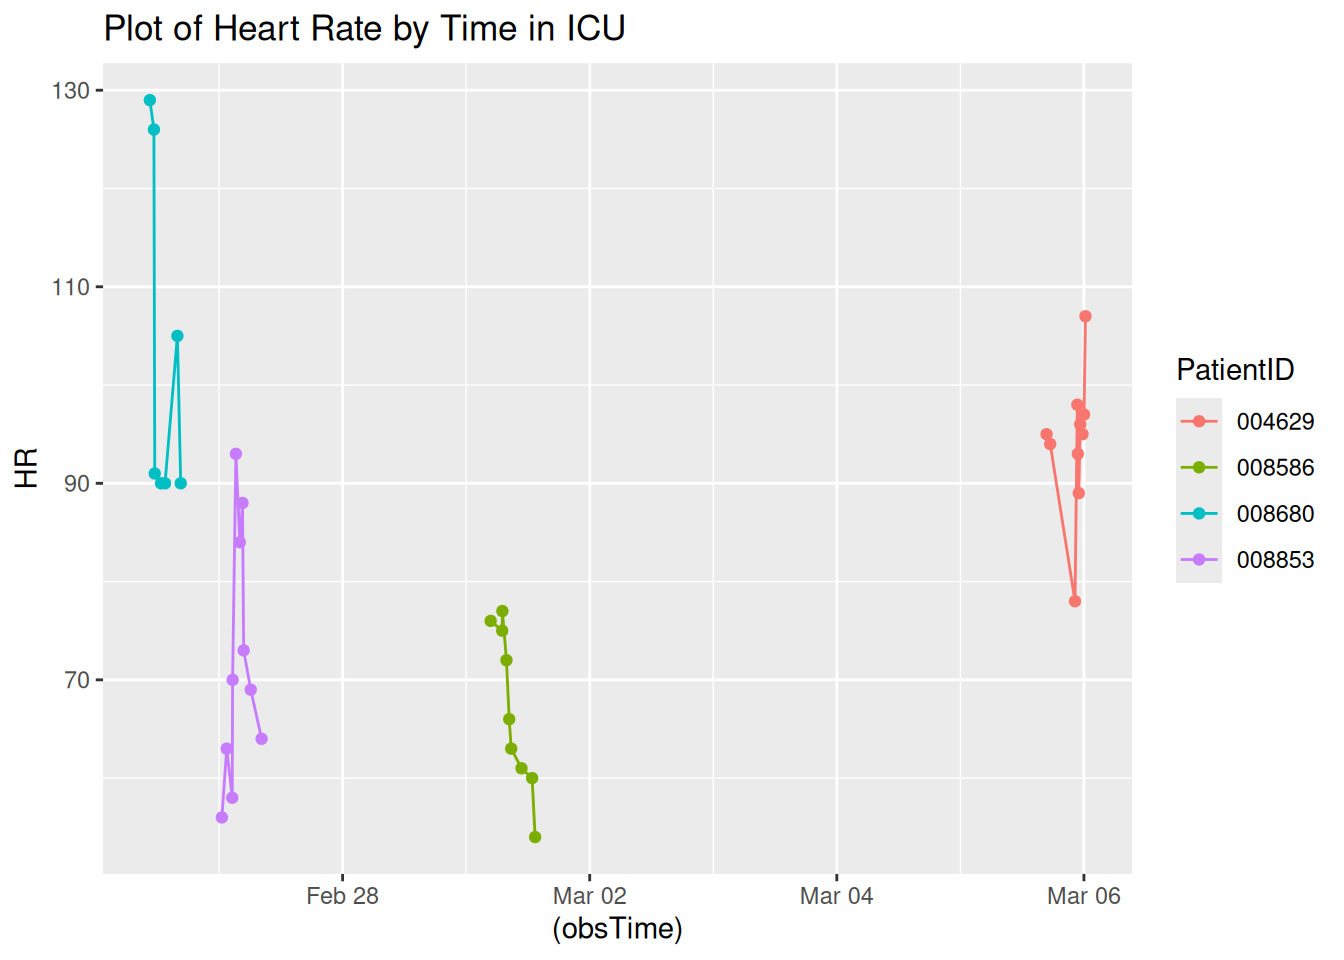 Plot of Heart Rate by Time in ICU
130
110
90
70
HR
Feb 28
Mar 02
Mar 04
Mar 06
(obsTime)
PatientID
004629
008586
008680
008853